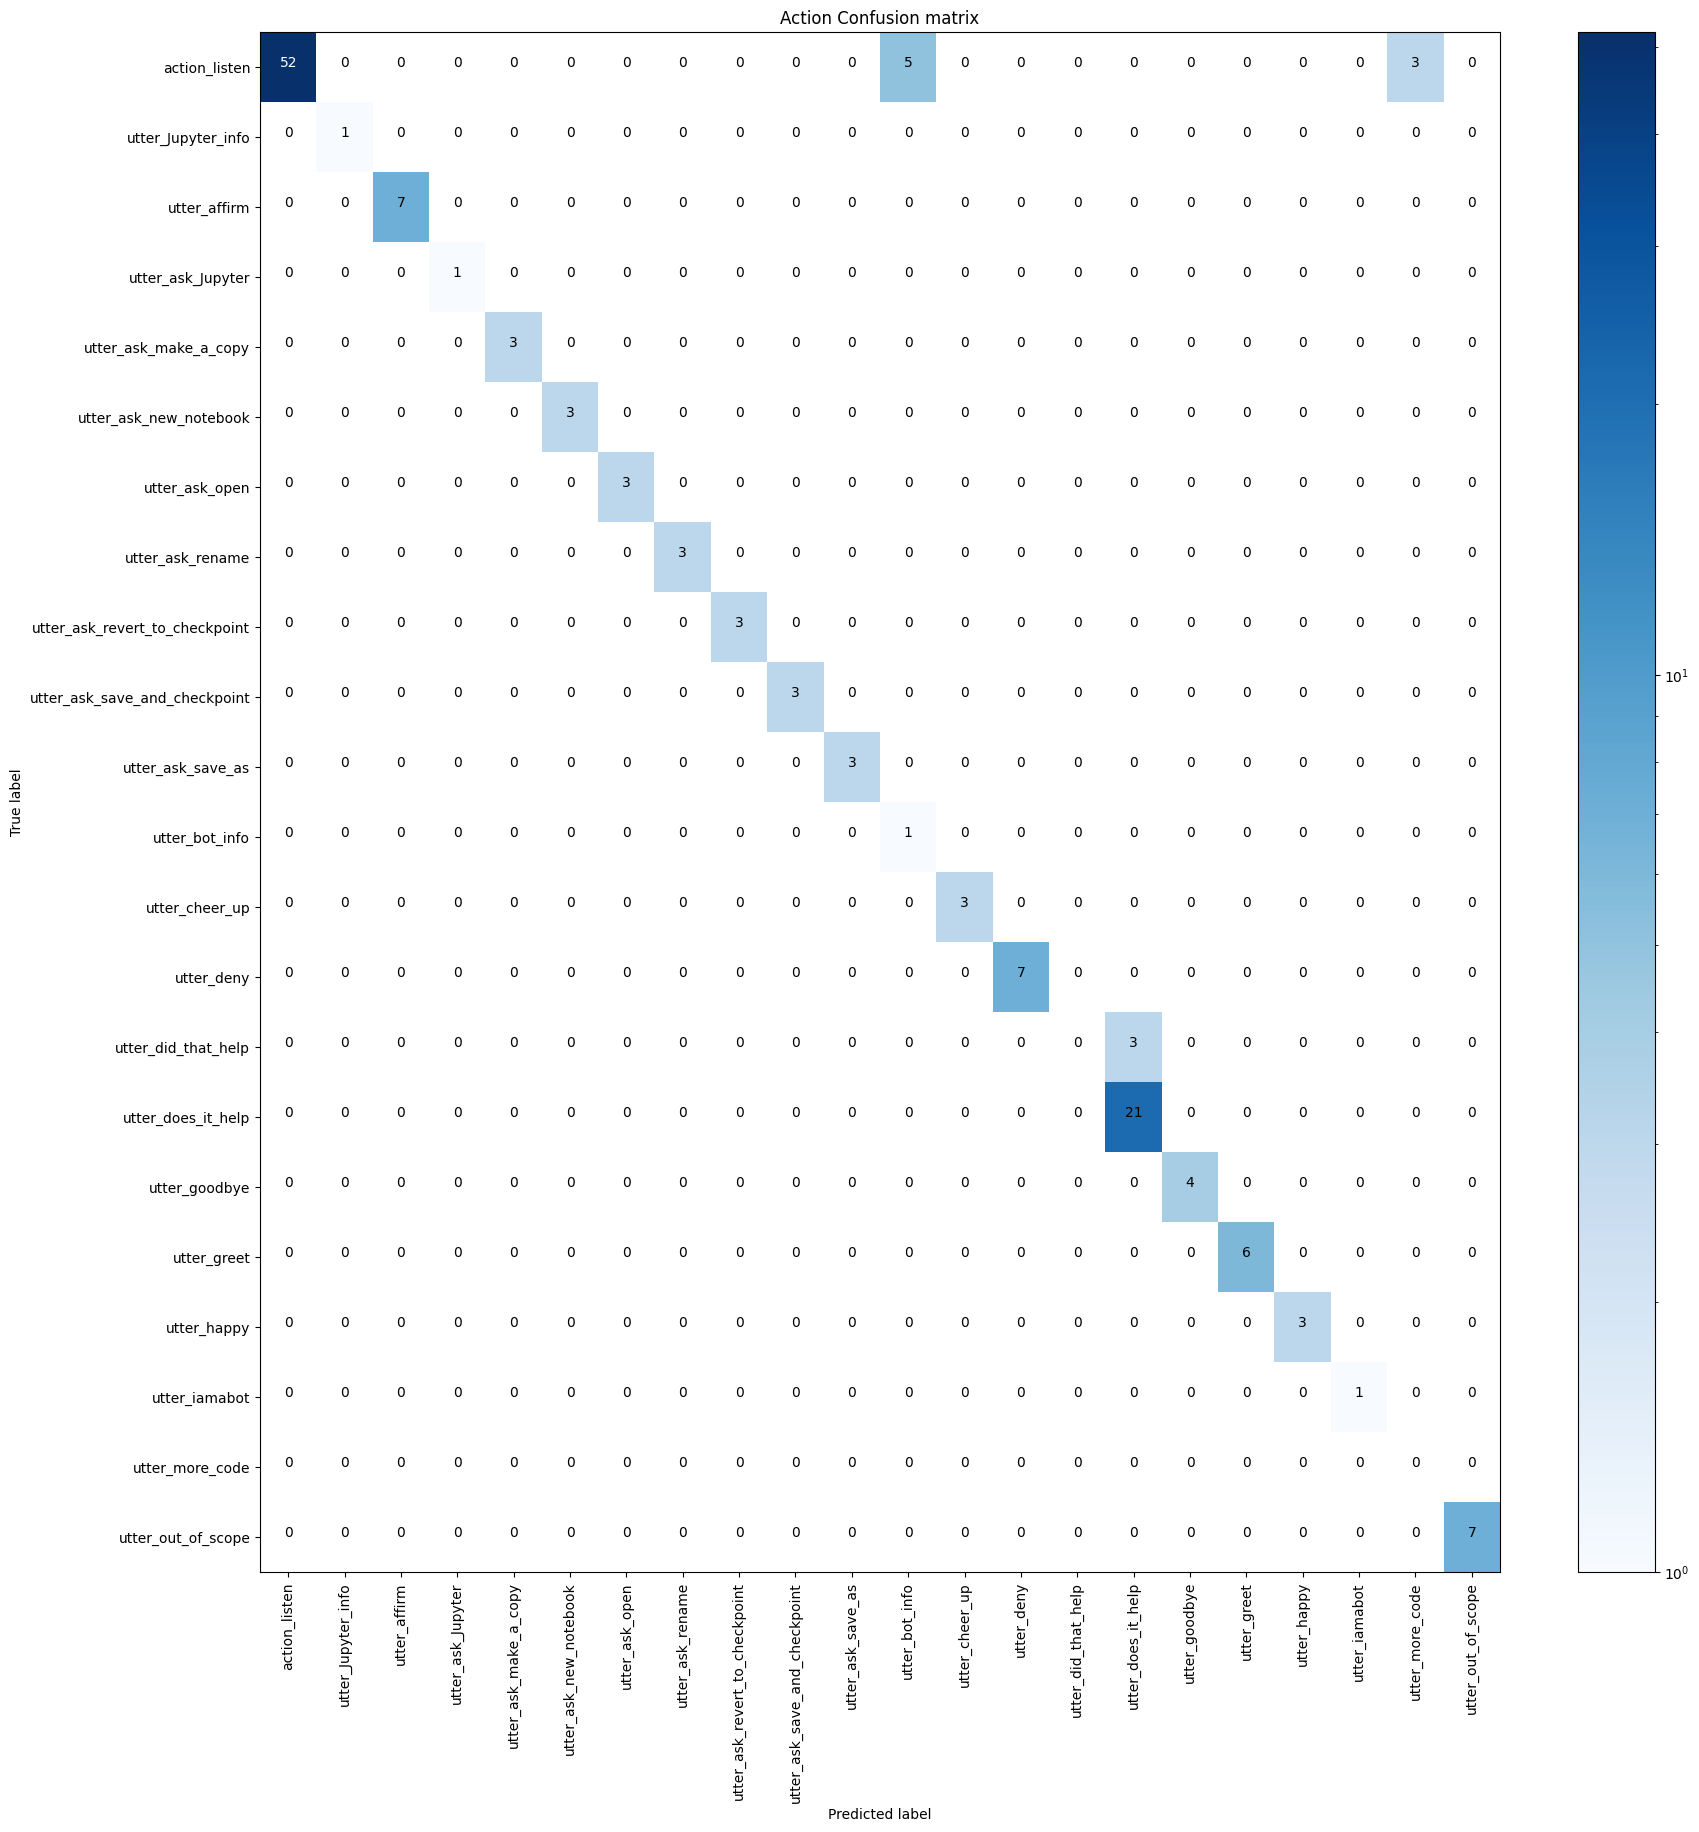 Action Confusion matrix
action_listen 52 0 0 0 0 0 0 0 0 0 0 5 0 0 0 0 0 0 0 0 3 0
utter_Jupyter_info 0 1 0 0 0 0 0 0 0 0 0 0 0 0 0 0 0 0 0 0 0 0
utter_affirm 0 0 7 0 0 0 0 0 0 0 0 0 0 0 0 0 0 0 0 0 0 0
utter_ask_Jupyter 0 0 0 1 0 0 0 0 0 0 0 0 0 0 0 0 0 0 0 0 0 0
utter_ask_make_a_copy 0 0 0 0 3 0 0 0 0 0 0 0 0 0 0 0 0 0 0 0 0 0
utter_ask_new_notebook 0 0 0 0 0 3 0 0 0 0 0 0 0 0 0 0 0 0 0 0 0 0
utter_ask_open 0 0 0 0 0 0 3 0 0 0 0 0 0 0 0 0 0 0 0 0 0 0
utter_ask_rename 0 0 0 0 0 0 0 3 0 0 0 0 0 0 0 0 0 0 0 0 0 0
utter_ask_revert_to_checkpoint 0 0 0 0 0 0 0 0 3 0 0 0 0 0 0 0 0 0 0 0 0 0
utter_ask_save_and_checkpoint 0 0 0 0 0 0 0 0 0 3 0 0 0 0 0 0 0 0 0 0 0 0
utter_ask_save_as 0 0 0 0 0 0 0 0 0 0 3 0 0 0 0 0 0 0 0 0 0 0
utter_bot_info 0 0 0 0 0 0 0 0 0 0 0 1 0 0 0 0 0 0 0 0 0 0
utter_cheer_up 0 0 0 0 0 0 0 0 0 0 0 0 3 0 0 0 0 0 0 0 0 0
utter_deny 0 0 0 0 0 0 0 0 0 0 0 0 0 7 0 0 0 0 0 0 0 0
utter_did_that_help 0 0 0 0 0 0 0 0 0 0 0 0 0 0 0 3 0 0 0 0 0 0
utter_does_it_help 0 0 0 0 0 0 0 0 0 0 0 0 0 0 0 21 0 0 0 0 0 0
utter_goodbye 0 0 0 0 0 0 0 0 0 0 0 0 0 0 0 0 4 0 0 0 0 0
utter_greet 0 0 0 0 0 0 0 0 0 0 0 0 0 0 0 0 0 6 0 0 0 0
utter_happy 0 0 0 0 0 0 0 0 0 0 0 0 0 0 0 0 0 0 3 0 0 0
utter_iamabot 0 0 0 0 0 0 0 0 0 0 0 0 0 0 0 0 0 0 0 1 0 0
utter_more_code 0 0 0 0 0 0 0 0 0 0 0 0 0 0 0 0 0 0 0 0 0 0
utter_out_of_scope 0 0 0 0 0 0 0 0 0 0 0 0 0 0 0 0 0 0 0 0 0 7
True label
action_listen
utter_Jupyter_info
utter_affirm
utter_ask_Jupyter
utter_ask_make_a_copy
utter_ask_new_notebook
utter_ask_open
utter_ask_rename
utter_ask_revert_to_checkpoint
utter_ask_save_and_checkpoint
utter_ask_save_as
utter_bot_info
utter_cheer_up
utter_deny
utter_did_that_help
utter_does_it_help
utter_goodbye
utter_greet
utter_happy
utter_iamabot
utter_more_code
utter_out_of_scope
Predicted label
10¹
10⁰